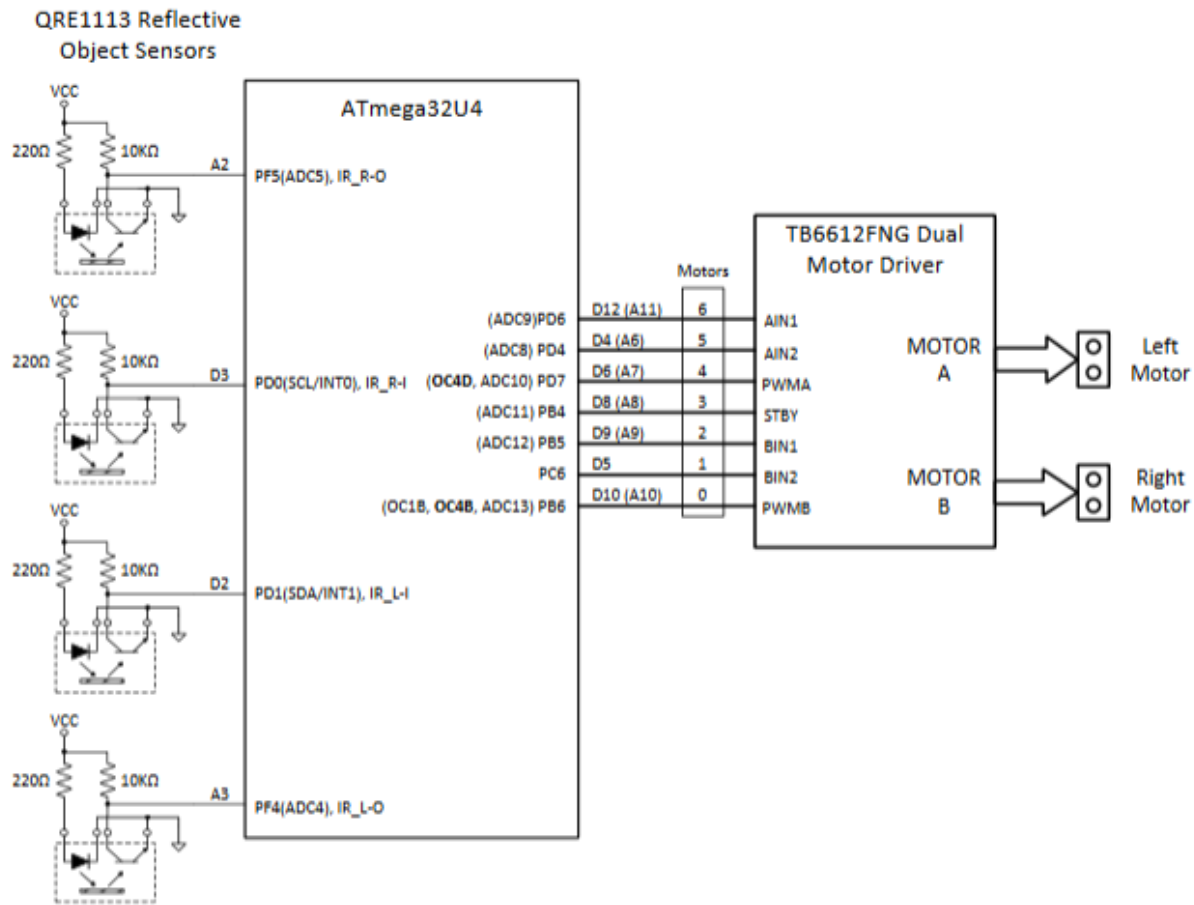 QRE1113 Reflective
Object Sensors
VCC
220Ω
10KΩ
A2
VCC
220Ω
10KΩ
D3
VCC
220Ω
10KΩ
D2
VCC
220Ω
10KΩ
A3
ATmega32U4
PF5(ADC5), IR_R-O
PD0(SCL/INT0), IR_R-I
PD1(SDA/INT1), IR_L-I
PF4(ADC4), IR_L-O
(ADC9)PD6
(ADC8) PD4
(OC4D, ADC10) PD7
(ADC11) PB4
(ADC12) PB5
PC6
(OC1B, OC4B, ADC13) PB6
D12 (A11)
D4 (A6)
D6 (A7)
D8 (A8)
D9 (A9)
D5
D10 (A10)
Motors
6
5
4
3
2
1
0
TB6612FNG Dual
Motor Driver
AIN1
AIN2
PWMA
STBY
BIN1
BIN2
PWMB
MOTOR
A
MOTOR
B
Left
Motor
Right
Motor